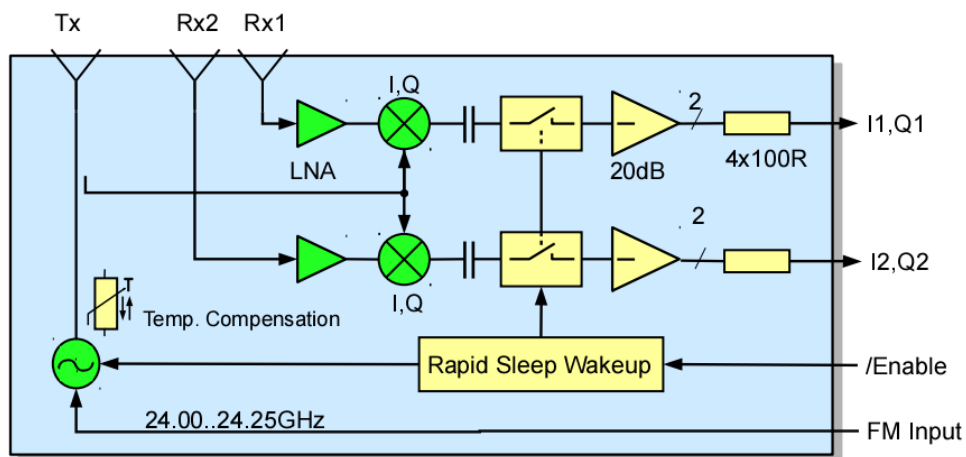 Tx Rx2 Rx1
I,Q
2
I1,Q1
LNA
20dB
4x100R
2
I2,Q2
I,Q
T
Temp. Compensation
Rapid Sleep Wakeup
/Enable
24.00..24.25GHz
FM Input